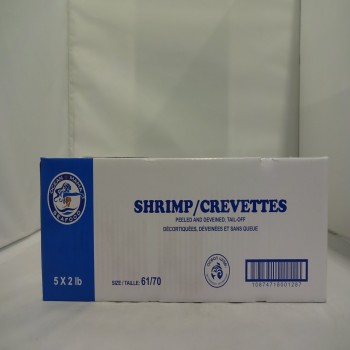 SHRIMP/CREVETTES
PEELED AND DEVEINED, TAIL-OFF
DÉCORTIQUÉES, DEVEINÉES ET SANS QUEUE
SEAFOOD
5 X 2 lb
SIZE / TAILLE: 61/70